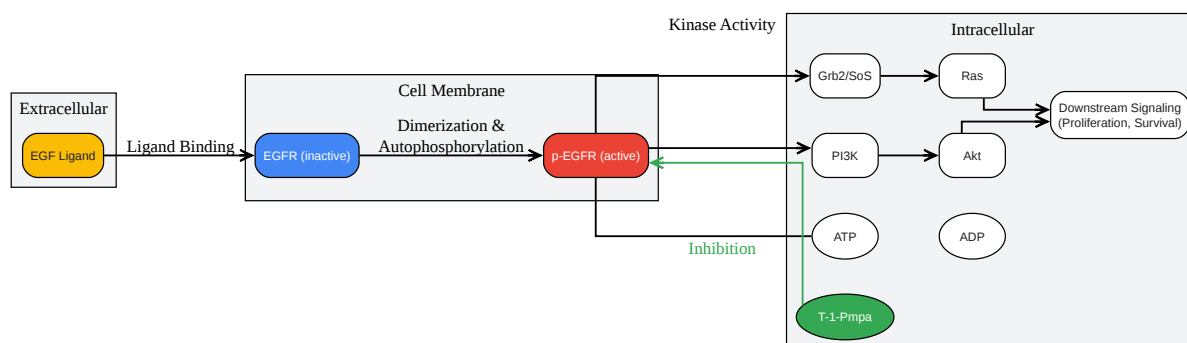 Kinase Activity
Intracellular
Extracellular
Cell Membrane
Grb2/SoS
Ras
Downstream Signaling
(Proliferation, Survival)
EGF Ligand
Ligand Binding
EGFR (inactive)
Dimerization &
Autophosphorylation
p-EGFR (active)
PI3K
Akt
Inhibition
ATP
ADP
T-1-Pmpa